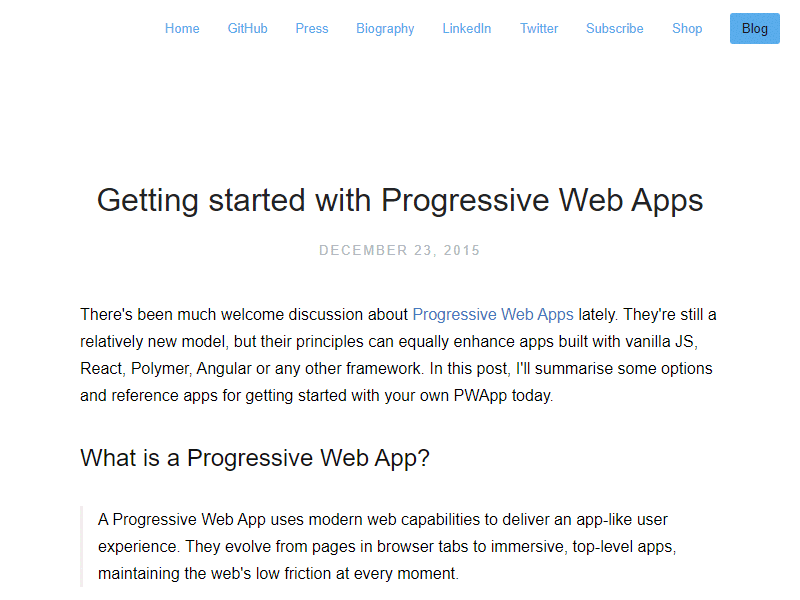 Home GitHub Press Biography LinkedIn Twitter Subscribe Shop Blog
Getting started with Progressive Web Apps
DECEMBER 23, 2015
There's been much welcome discussion about Progressive Web Apps lately. They're still a
relatively new model, but their principles can equally enhance apps built with vanilla JS,
React, Polymer, Angular or any other framework. In this post, I'll summarise some options
and reference apps for getting started with your own PWApp today.
What is a Progressive Web App?
A Progressive Web App uses modern web capabilities to deliver an app-like user
experience. They evolve from pages in browser tabs to immersive, top-level apps,
maintaining the web's low friction at every moment.